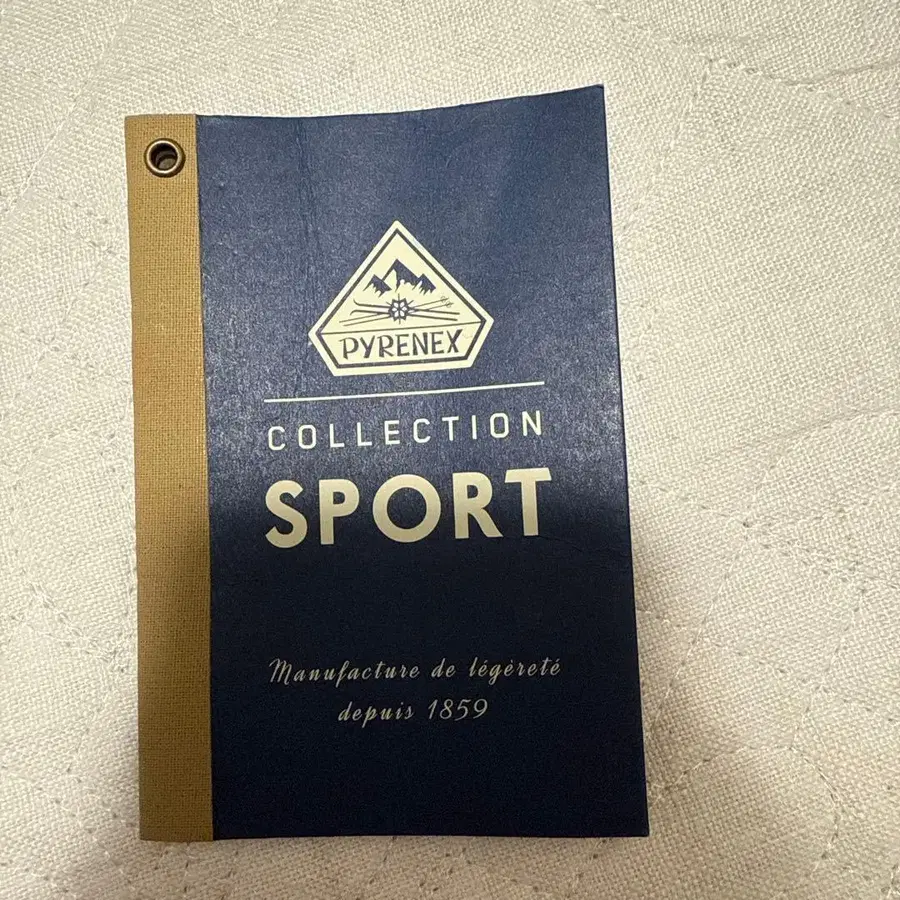 PYRENEX
COLLECTION
SPORT
Manufacture de légèreté
depuis 1859